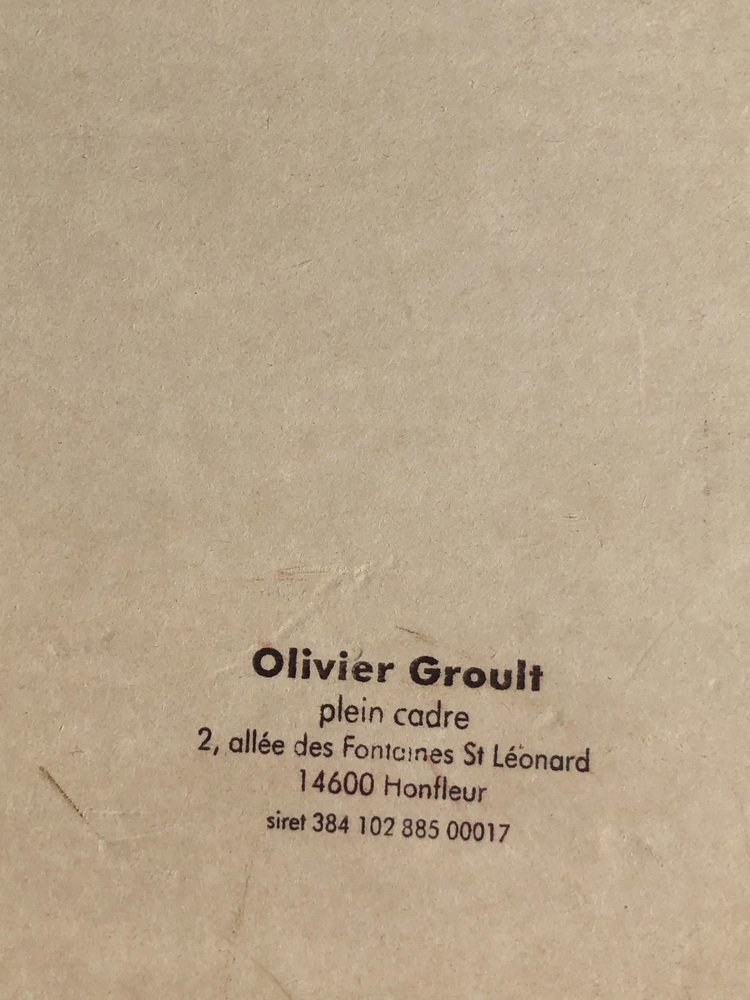 Olivier Groult
plein cadre
2, allée des Fontaines St Léonard
14600 Honfleur
siret 384 102 885 00017